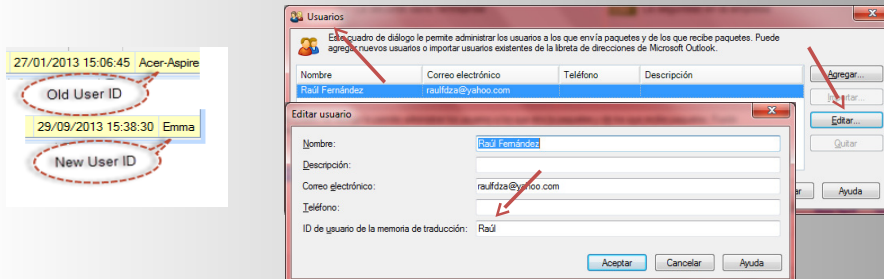 27/01/2013 15:06:45 Acer-Aspire
Old User ID
29/09/2013 15:38:30 Emma
New User ID
Usuarios
Este cuadro de diálogo le permite administrar los usuarios a los que envía paquetes y de los que recibe paquetes. Puede
agregar nuevos usuarios o importar usuarios existentes de la libreta de direcciones de Microsoft Outlook.
Nombre Correo electrónico Teléfono Descripción
Raúl Fernández raulfdza@yahoo.com
Agregar...
Importar...
Editar...
Quitar
Ayuda
Editar usuario
Nombre: Raúl Fernández
Descripción:
Correo electrónico: raulfdza@yahoo.com
Teléfono:
ID de usuario de la memoria de traducción: Raúl
Aceptar Cancelar Ayuda